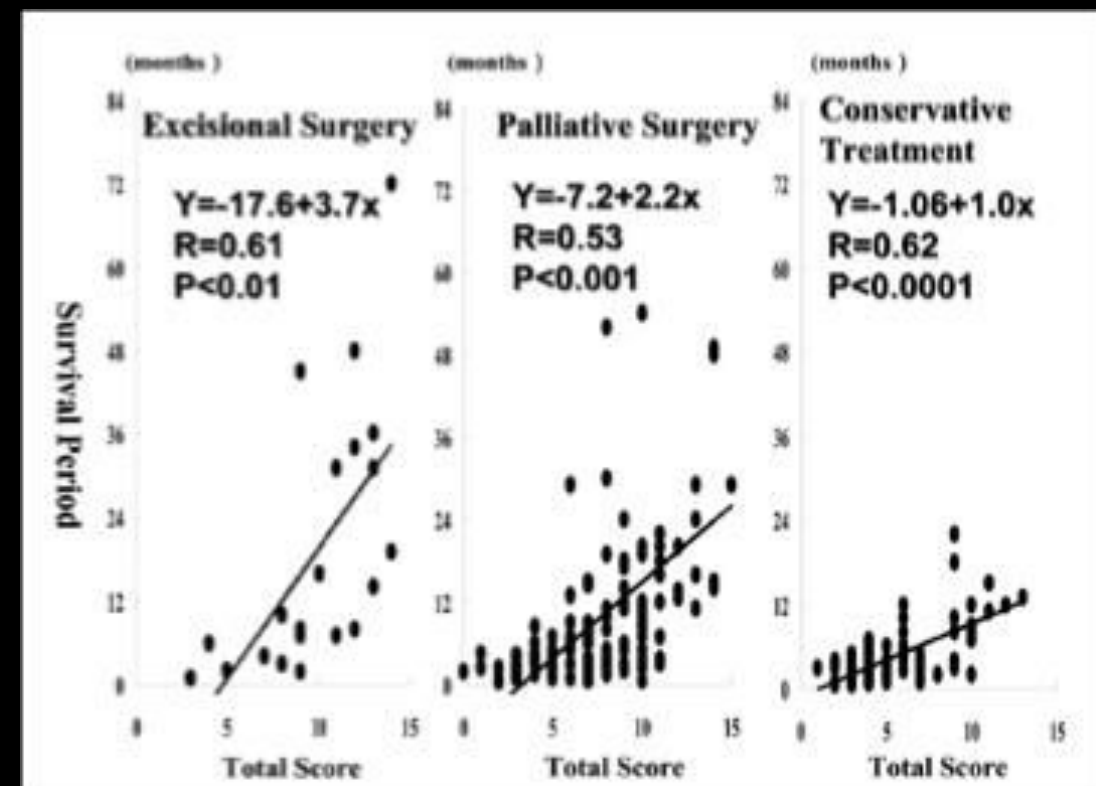 (months )
84
72
60
48
36
24
12
0
Survival Period
Excisional Surgery
Y=-17.6+3.7x
R=0.61
P<0.01
0 5 10 15
Total Score
(months )
84
72
60
48
36
24
12
0
Palliative Surgery
Y=-7.2+2.2x
R=0.53
P<0.001
0 5 10 15
Total Score
(months )
84
72
60
48
36
24
12
0
Conservative
Treatment
Y=-1.06+1.0x
R=0.62
P<0.0001
0 5 10 15
Total Score